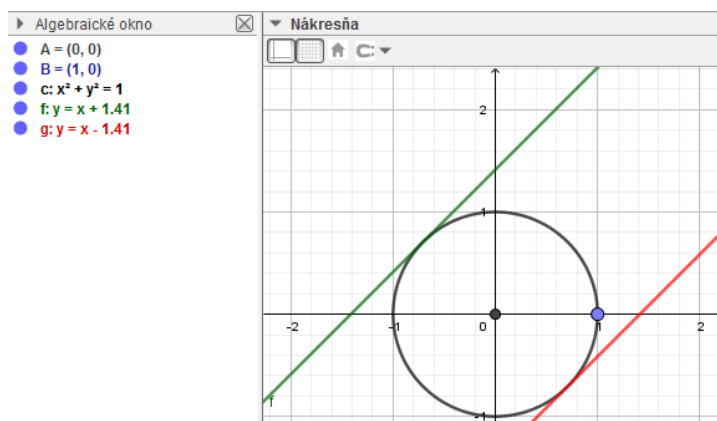 Algebraické okno
A = (0, 0)
B = (1, 0)
c: x² + y² = 1
f: y = x + 1.41
g: y = x - 1.41
Nákresňa
2
1
-2
-1
0
1
2
-1
f